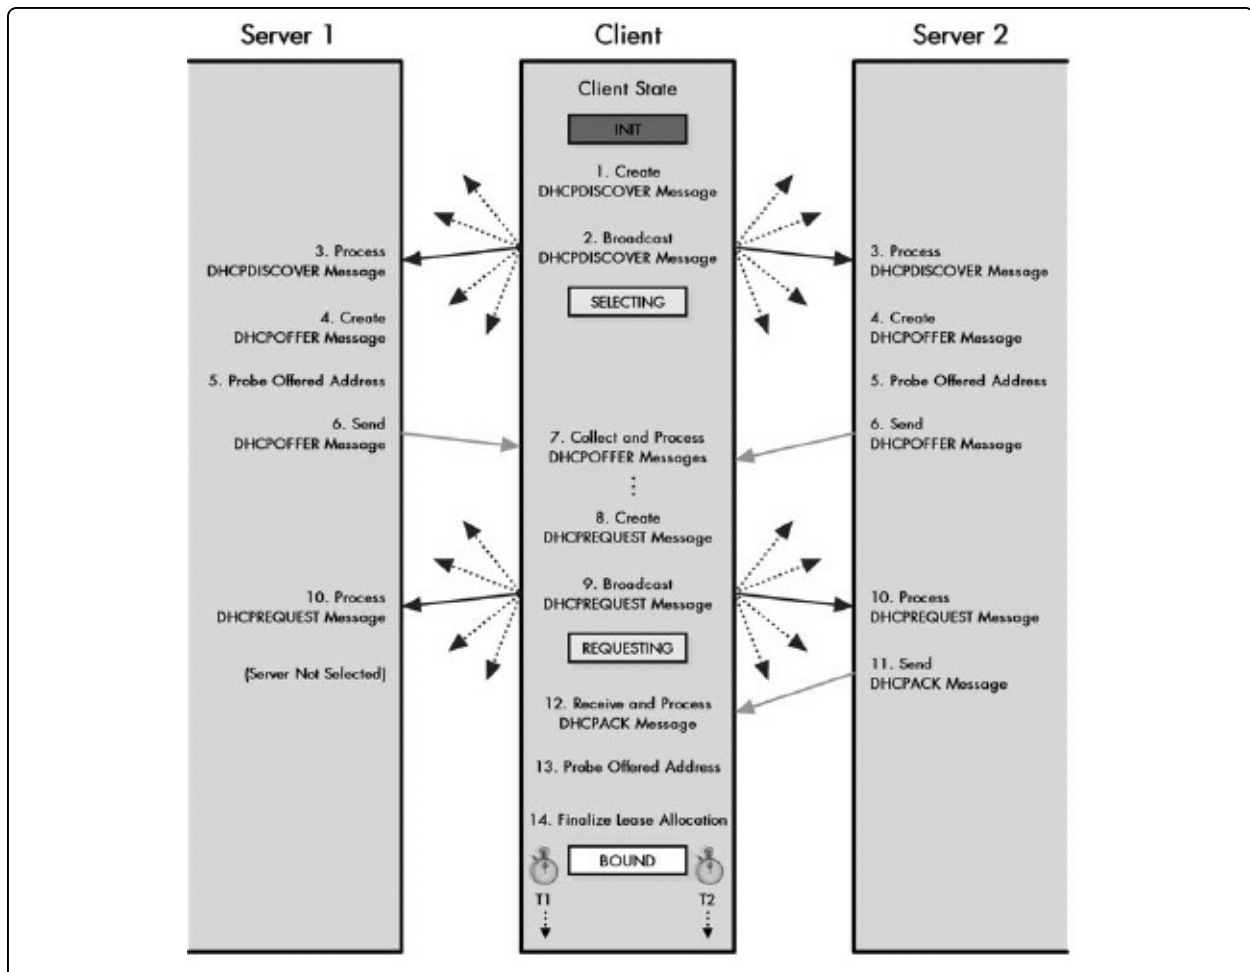 Server 1
Client
Server 2
Client State
INIT
1. Create
DHCPDISCOVER Message
2. Broadcast
DHCPDISCOVER Message
3. Process
DHCPDISCOVER Message
3. Process
DHCPDISCOVER Message
SELECTING
4. Create
DHCPOFFER Message
4. Create
DHCPOFFER Message
5. Probe Offered Address
5. Probe Offered Address
6. Send
DHCPOFFER Message
6. Send
DHCPOFFER Message
7. Collect and Process
DHCPOFFER Messages
8. Create
DHCPREQUEST Message
9. Broadcast
DHCPREQUEST Message
10. Process
DHCPREQUEST Message
10. Process
DHCPREQUEST Message
REQUESTING
(Server Not Selected)
11. Send
DHCPACK Message
12. Receive and Process
DHCPACK Message
13. Probe Offered Address
14. Finalize Lease Allocation
BOUND
T1
T2